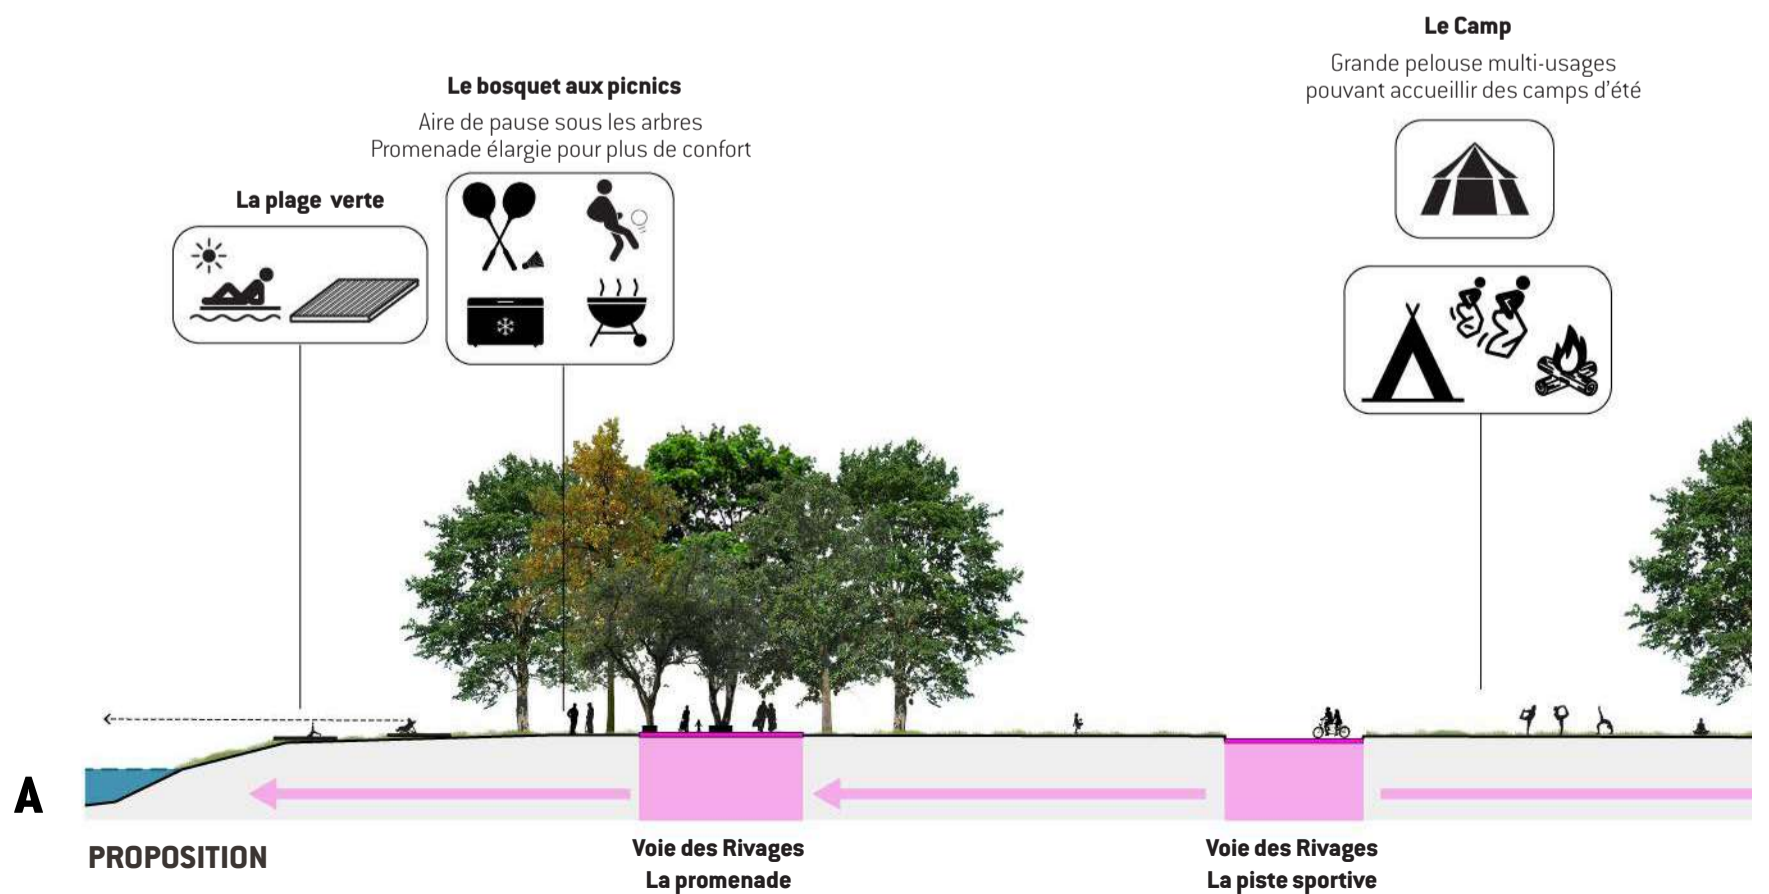 Le Camp
Grande pelouse multi-usages
pouvant accueillir des camps d'été
Le bosquet aux picnics
Aire de pause sous les arbres
Promenade élargie pour plus de confort
La plage verte
A
PROPOSITION
Voie des Rivages
La promenade
Voie des Rivages
La piste sportive